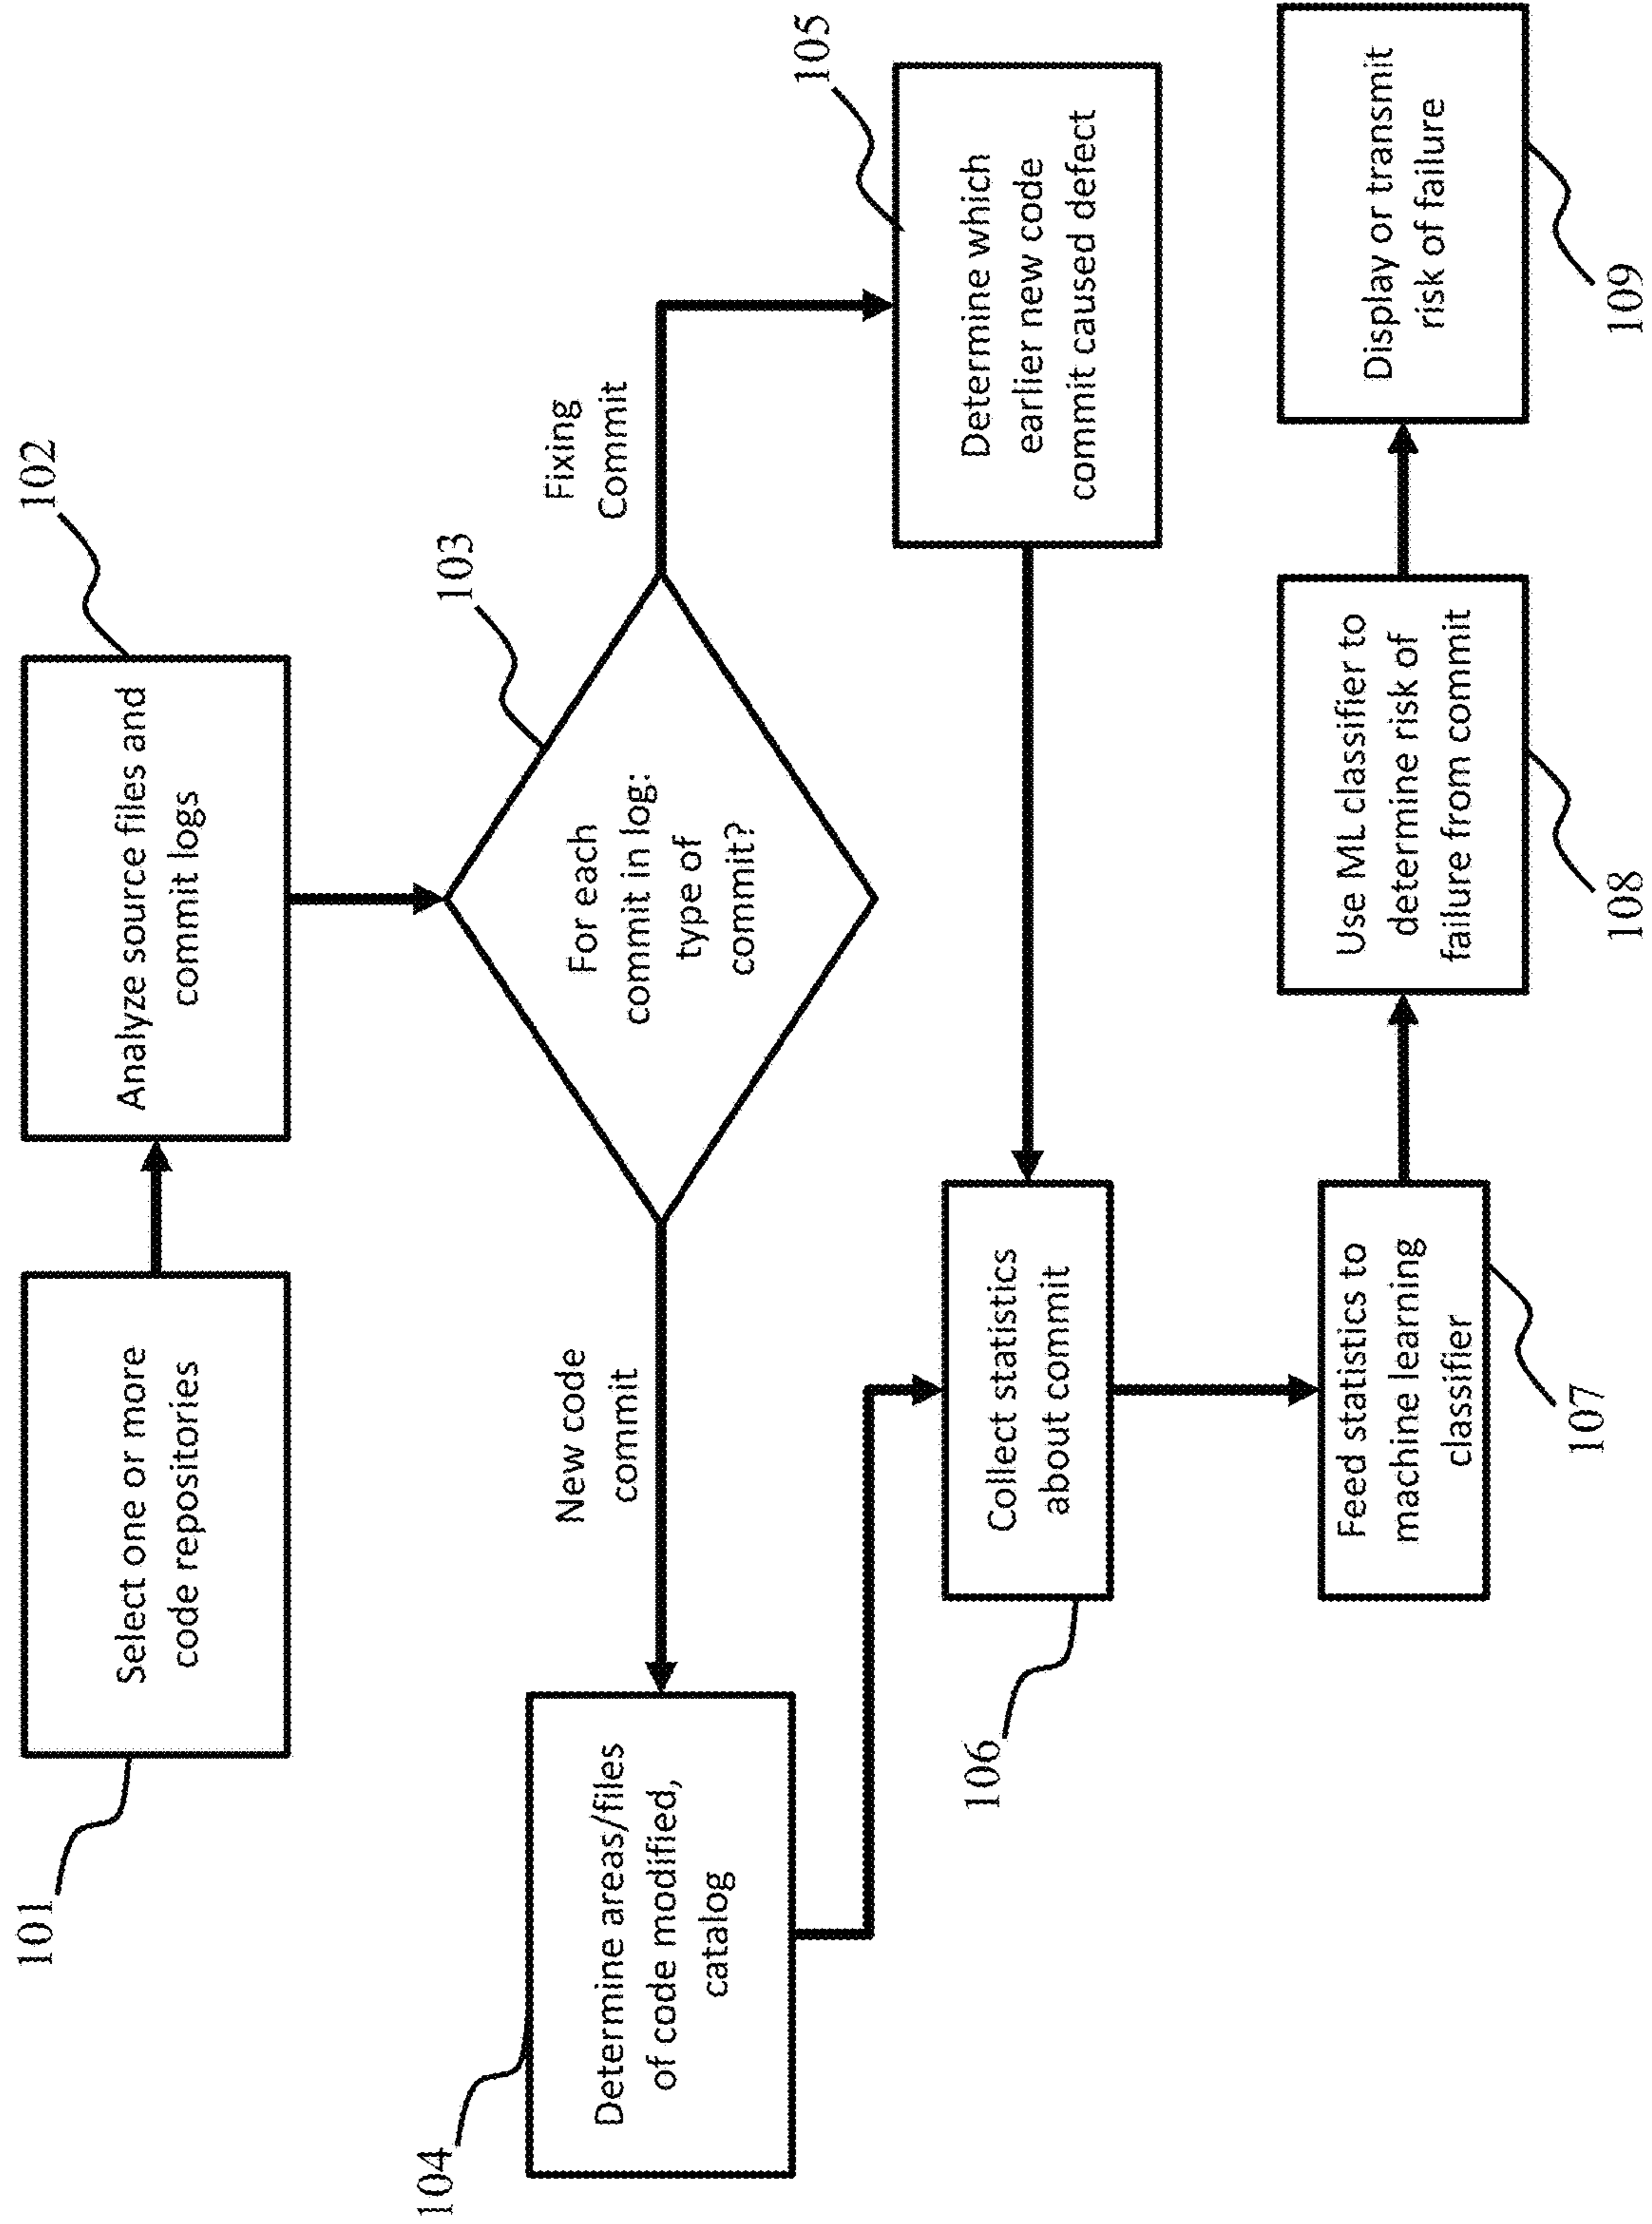 101
Select one or more
code repositories
102
Analyze source files and
commit logs
103
For each
commit in log:
type of
commit?
New code
commit
Fixing
Commit
104
Determine areas/files
of code modified,
catalog
105
Determine which
earlier new code
commit caused defect
106
Collect statistics
about commit
Feed statistics to
machine learning
classifier
107
Use ML classifier to
determine risk of
failure from commit
108
Display or transmit
risk of failure
109